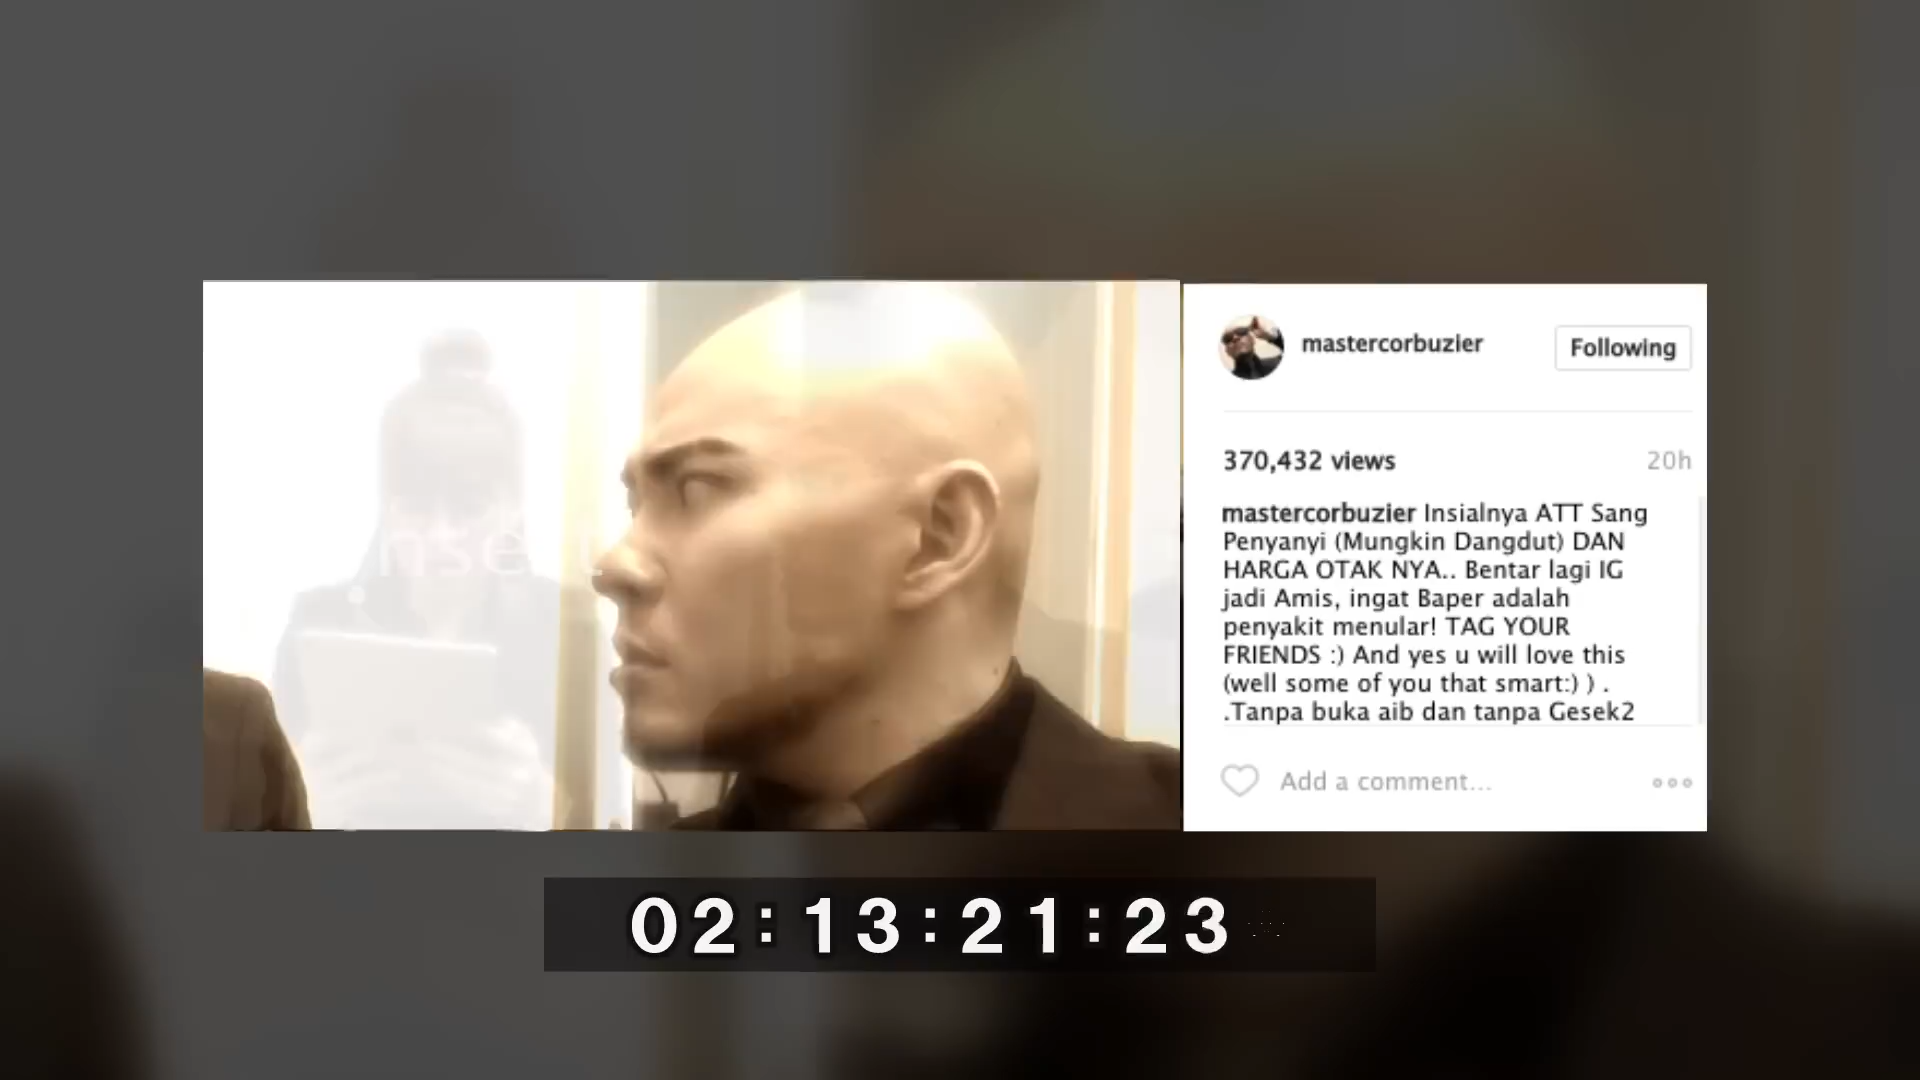 mastercorbuzier
Following
370,432 views
20h
mastercorbuzier Insialnya ATT Sang
Penyanyi (Mungkin Dangdut) DAN
HARGA OTAK NYA.. Bentar lagi IG
jadi Amis, ingat Baper adalah
penyakit menular! TAG YOUR
FRIENDS :) And yes u will love this
(well some of you that smart:) ) .
.Tanpa buka aib dan tanpa Gesek2
Add a comment...
02:13:21:23